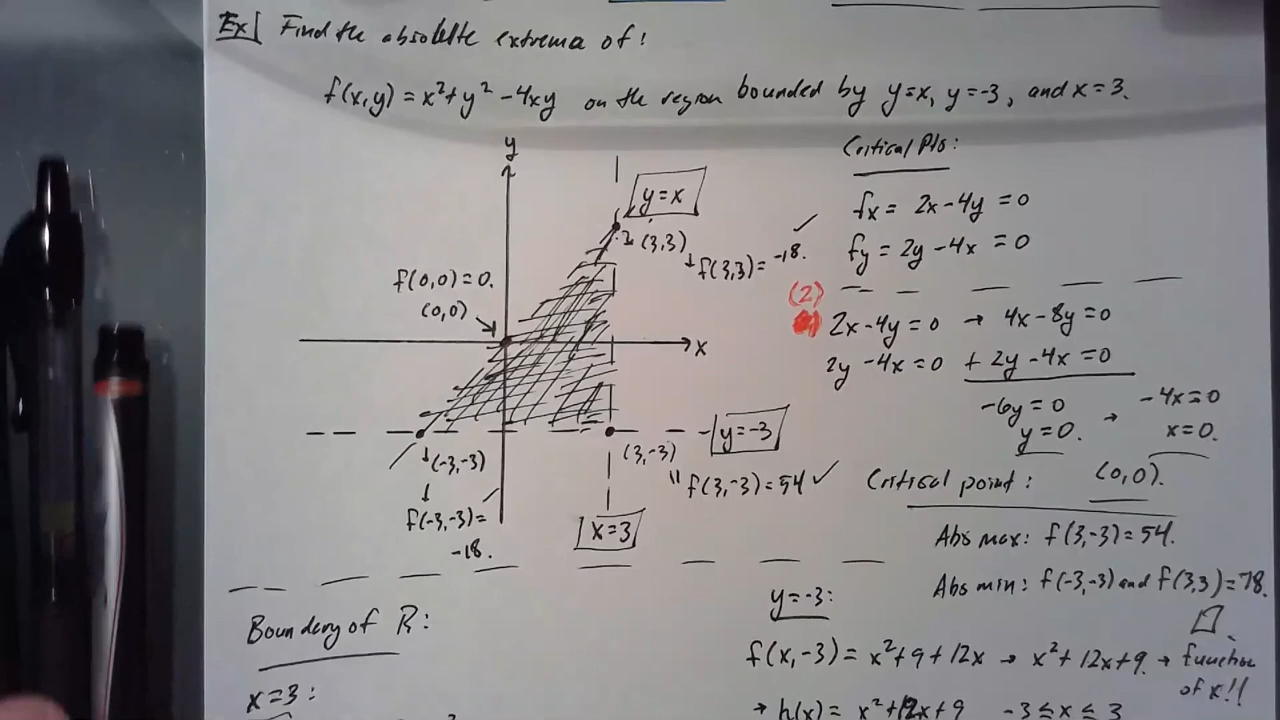 Ex] Find the absolute extrema of:
f(x,y) = x² + y² - 4xy on the region bounded by y=x, y=-3, and x=3.
y
y=x
(3,3)
↓ f(3,3) = -18. ✓
f(0,0) = 0.
(0,0)
x
y=-3
(3,-3)
" f(3,-3) = 54 ✓
↓ (-3,-3)
↓
f(-3,-3) =
-18.
x=3
Critical Pts:
fx = 2x-4y = 0
fy = 2y-4x = 0
(2)
2x-4y=0 → 4x-8y=0
2y-4x=0 + 2y-4x=0
-6y=0 → -4x=0
y=0. x=0.
Critical point: (0,0).
Abs max: f(3,-3) = 54.
Abs min: f(-3,-3) and f(3,3) = -18.
Boundary of R:
x=3:
y=-3:
f(x,-3) = x²+9+12x → x²+12x+9. → function
of x!!
→ h(x) = x²+12x+9 -3≤x≤3